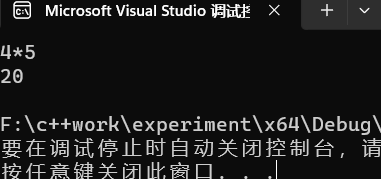 Microsoft Visual Studio 调试控
4*5
20
F:\c++work\experiment\x64\Debug\
要在调试停止时自动关闭控制台，请
按任意键关闭此窗口. . .